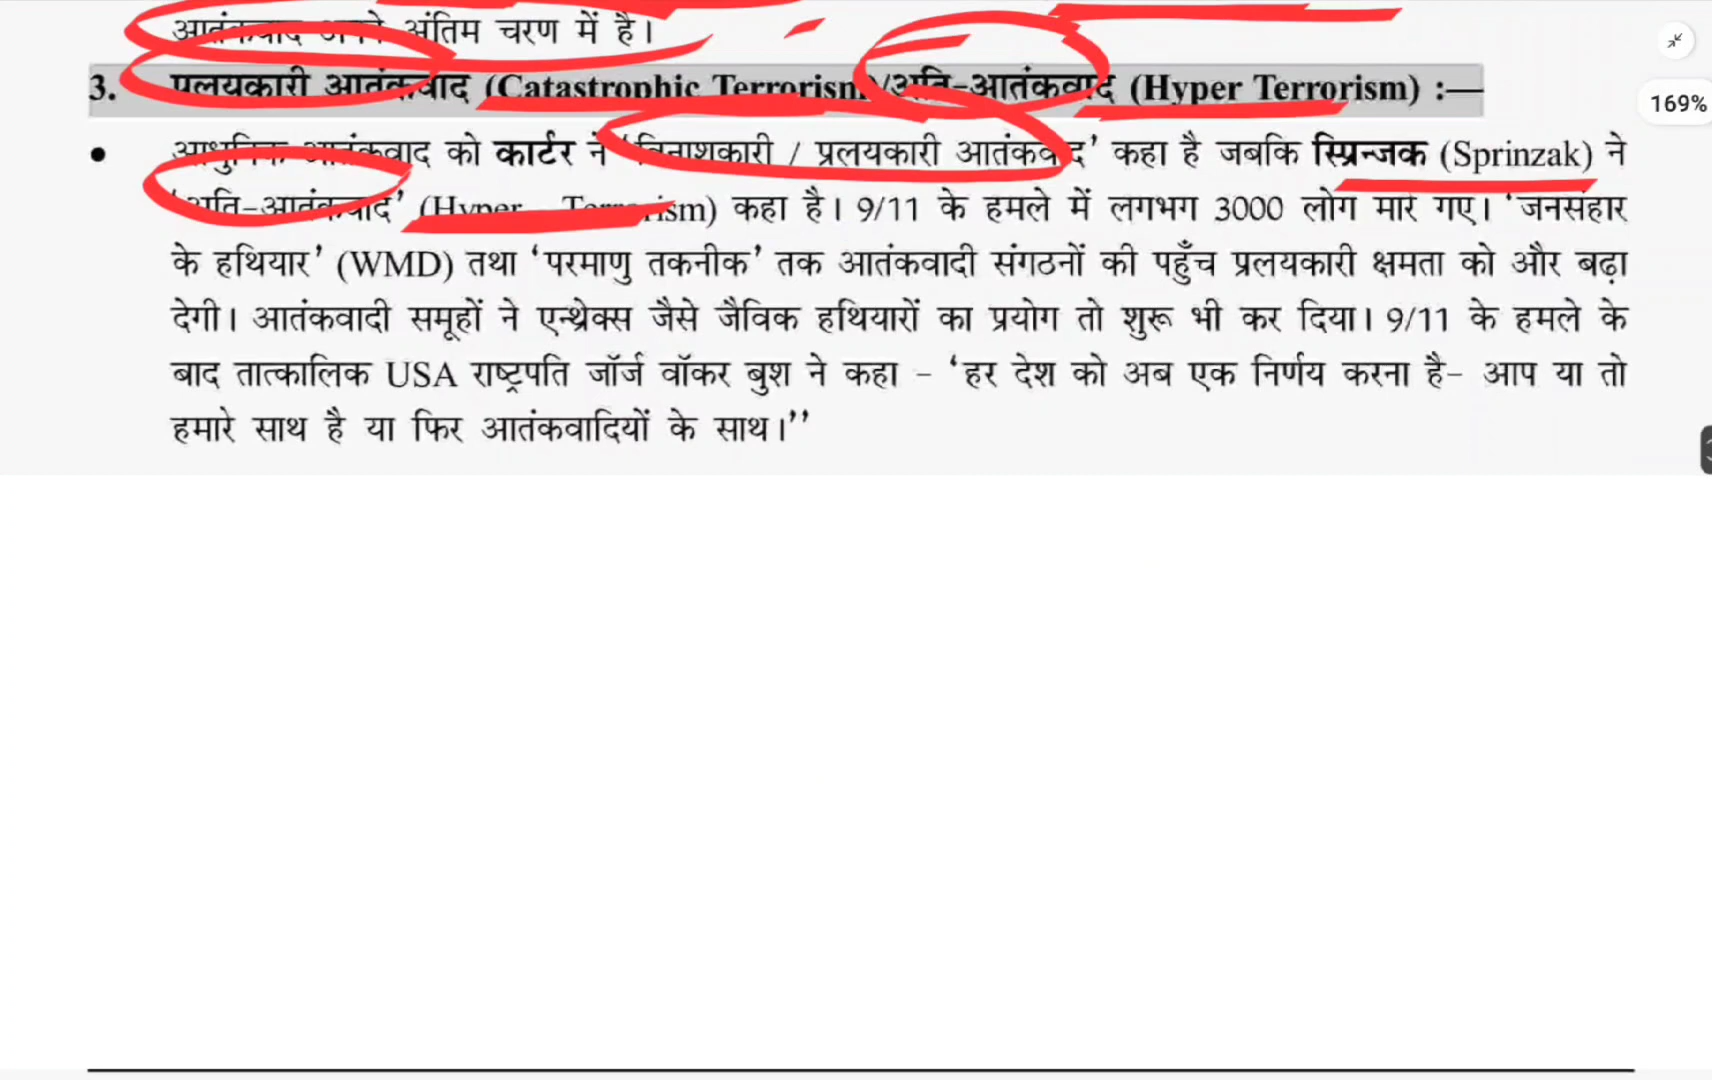 आतंकवाद अपने अंतिम चरण में है।
3. प्रलयकारी आतंकवाद (Catastrophic Terrorism)/अति-आतंकवाद (Hyper Terrorism) :—
169%
• आधुनिक आतंकवाद को कार्टर ने 'विनाशकारी / प्रलयकारी आतंकवाद' कहा है जबकि स्प्रिन्जक (Sprinzak) ने
'अति-आतंकवाद' (Hyper - Terrorism) कहा है। 9/11 के हमले में लगभग 3000 लोग मारे गए। 'जनसंहार
के हथियार' (WMD) तथा 'परमाणु तकनीक' तक आतंकवादी संगठनों की पहुँच प्रलयकारी क्षमता को और बढ़ा
देगी। आतंकवादी समूहों ने एन्थ्रेक्स जैसे जैविक हथियारों का प्रयोग तो शुरू भी कर दिया। 9/11 के हमले के
बाद तात्कालिक USA राष्ट्रपति जॉर्ज वॉकर बुश ने कहा - 'हर देश को अब एक निर्णय करना है- आप या तो
हमारे साथ है या फिर आतंकवादियों के साथ।''